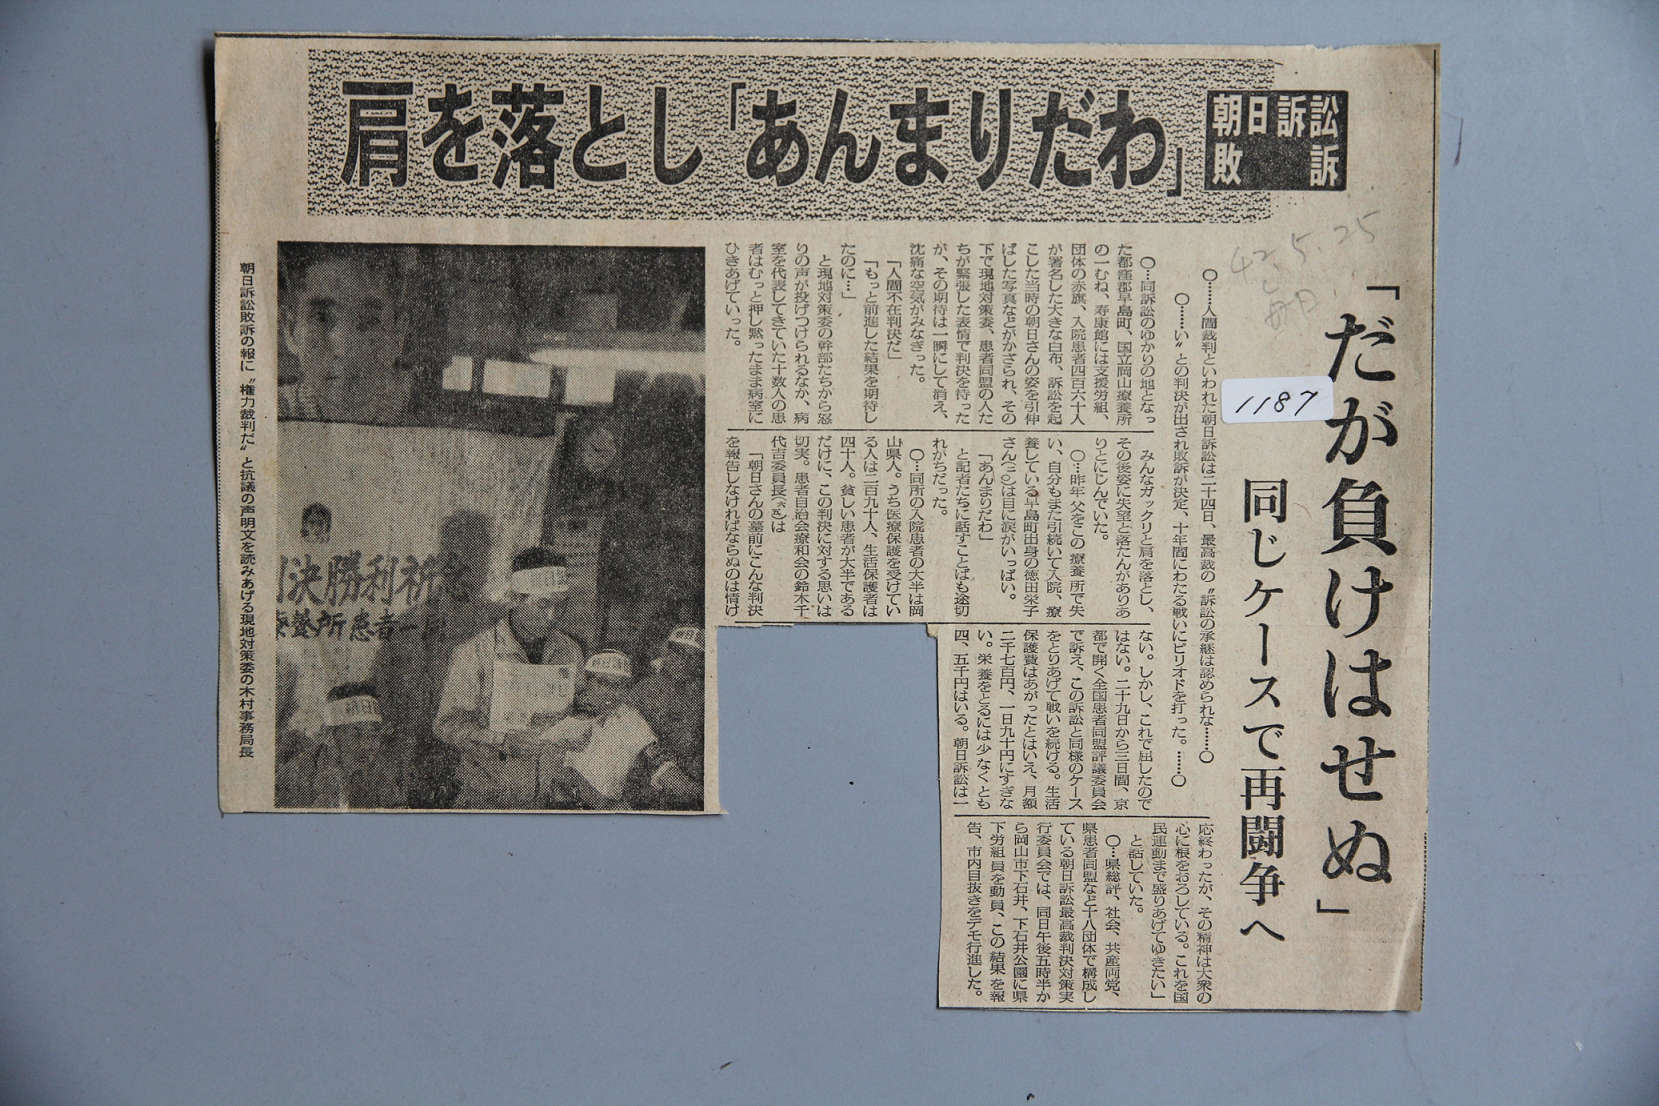 朝日訴訟
敗訴
肩を落とし「あんまりだわ」
42.5.25
毎日
1187
「だが負けはせぬ」
同じケースで再闘争へ
○……人間裁判といわれた朝日訴訟は二十四日、最高裁の〝訴訟の承継は認められな……○
○……い〟との判決が出され敗訴が決定、十年間にわたる戦いにピリオドを打った。……○
○…同訴訟のゆかりの地となっ
た都窪郡早島町、国立岡山療養所
の一むね、寿康館には支援労組、
団体の赤旗、入院患者四百六十人
が署名した大きな白布、訴訟を起
こした当時の朝日さんの姿を引伸
ばした写真などがかざられ、その
下で現地対策委、患者同盟の人た
ちが緊張した表情で判決を待った
が、その期待は一瞬にして消え、
沈痛な空気がみなぎった。
「人間不在判決だ」
「もっと前進した結果を期待し
たのに…」
と現地対策委の幹部たちから怒
りの声が投げつけられるなか、病
室を代表してきていた十数人の患
者はむっと押し黙ったまま病室に
ひきあげていった。
みんなガックリと肩を落とし、
その後姿に失望と落たんがありあ
りとにじんでいた。
○…昨年父をこの療養所で失
い、自分もまた引続いて入院、療
養している早島町出身の徳田栄子
さん は目に涙がいっぱい。
「あんまりだわ」
と記者たちに話すことばも途切
れがちだった。
○…同所の入院患者の大半は岡
山県人。うち医療保護を受けてい
る人は二百九十人、生活保護者は
四十人。貧しい患者が大半である
だけに、この判決に対する思いは
切実。患者自治会療和会の鈴木千
代吉委員長 は
「朝日さんの墓前にこんな判決
を報告しなければならぬのは情け
ない。しかし、これで屈したので
はない。二十九日から三日間、京
都で開く全国患者同盟評議委員会
で訴え、この訴訟と同様のケース
をとりあげて戦いを続ける。生活
保護費はあがったとはいえ、月額
二千七百円、一日九十円にすぎな
い。栄養をとるには少なくとも
四、五千円はいる。朝日訴訟は一
応終わったが、その精神は大衆の
心に根をおろしている。これを国
民運動まで盛りあげてゆきたい」
と話していた。
○…県総評、社会、共産両党、
県患者同盟など十八団体で構成し
ている朝日訴訟最高裁判決対策実
行委員会では、同日午後五時半か
ら岡山市下石井、下石井公園に県
下労組員を動員、この結果を報
告、市内目抜きをデモ行進した。
判決勝利祈念
療養所患者一同
朝日訴訟敗訴の報に〝権力裁判だ〟と抗議の声明文を読みあげる現地対策委の木村事務局長